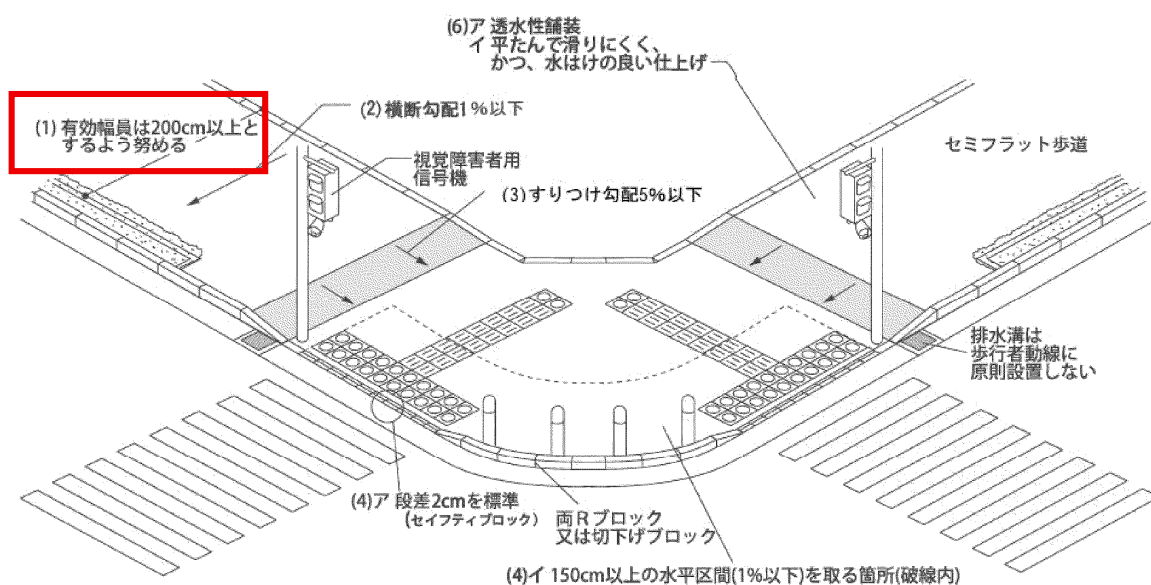 (6)ア 透水性舗装
イ 平たんで滑りにくく、
かつ、水はけの良い仕上げ
(1) 有効幅員は200cm以上と
するよう努める
(2) 横断勾配1%以下
視覚障害者用
信号機
(3)すりつけ勾配5%以下
セミフラット歩道
排水溝は
歩行者動線に
原則設置しない
(4)ア 段差2cmを標準
(セイフティブロック)
両Rブロック
又は切下げブロック
(4)イ 150cm以上の水平区間(1%以下)を取る箇所(破線内)